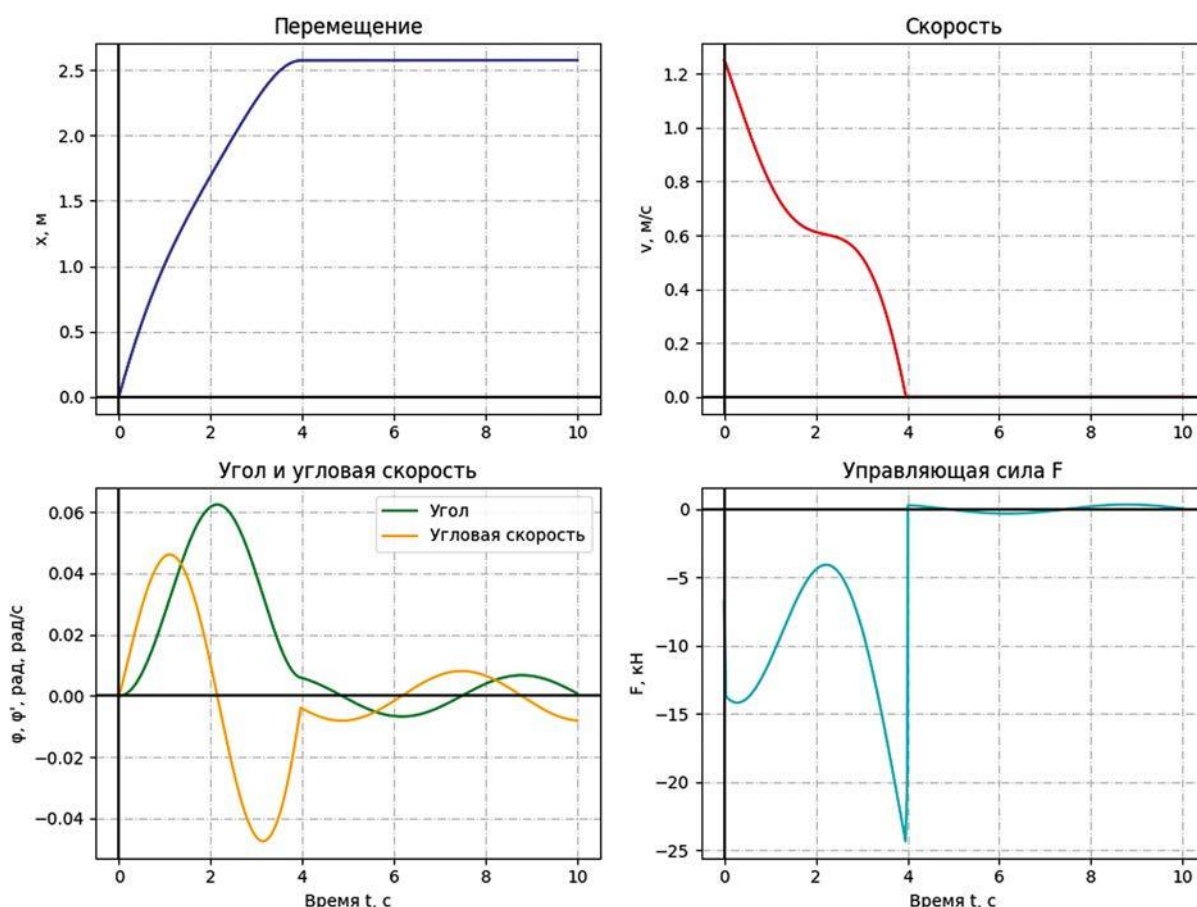 Перемещение
2.5
2.0
1.5
1.0
0.5
0.0
x, м
0 2 4 6 8 10
Скорость
1.2
1.0
0.8
0.6
0.4
0.2
0.0
v, м/с
0 2 4 6 8 10
Угол и угловая скорость
Угол
Угловая скорость
0.06
0.04
0.02
0.00
−0.02
−0.04
φ, φ', рад, рад/с
0 2 4 6 8 10
Время t, с
Управляющая сила F
0
−5
−10
−15
−20
−25
F, кН
0 2 4 6 8 10
Время t, с